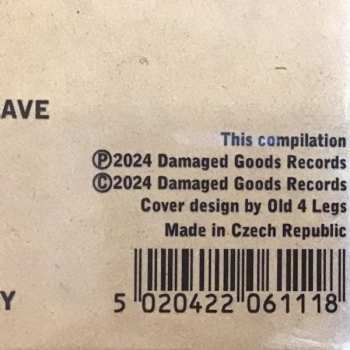 AVE
This compilation
℗2024 Damaged Goods Records
©2024 Damaged Goods Records
Cover design by Old 4 Legs
Made in Czech Republic
Y
5 020422 061118